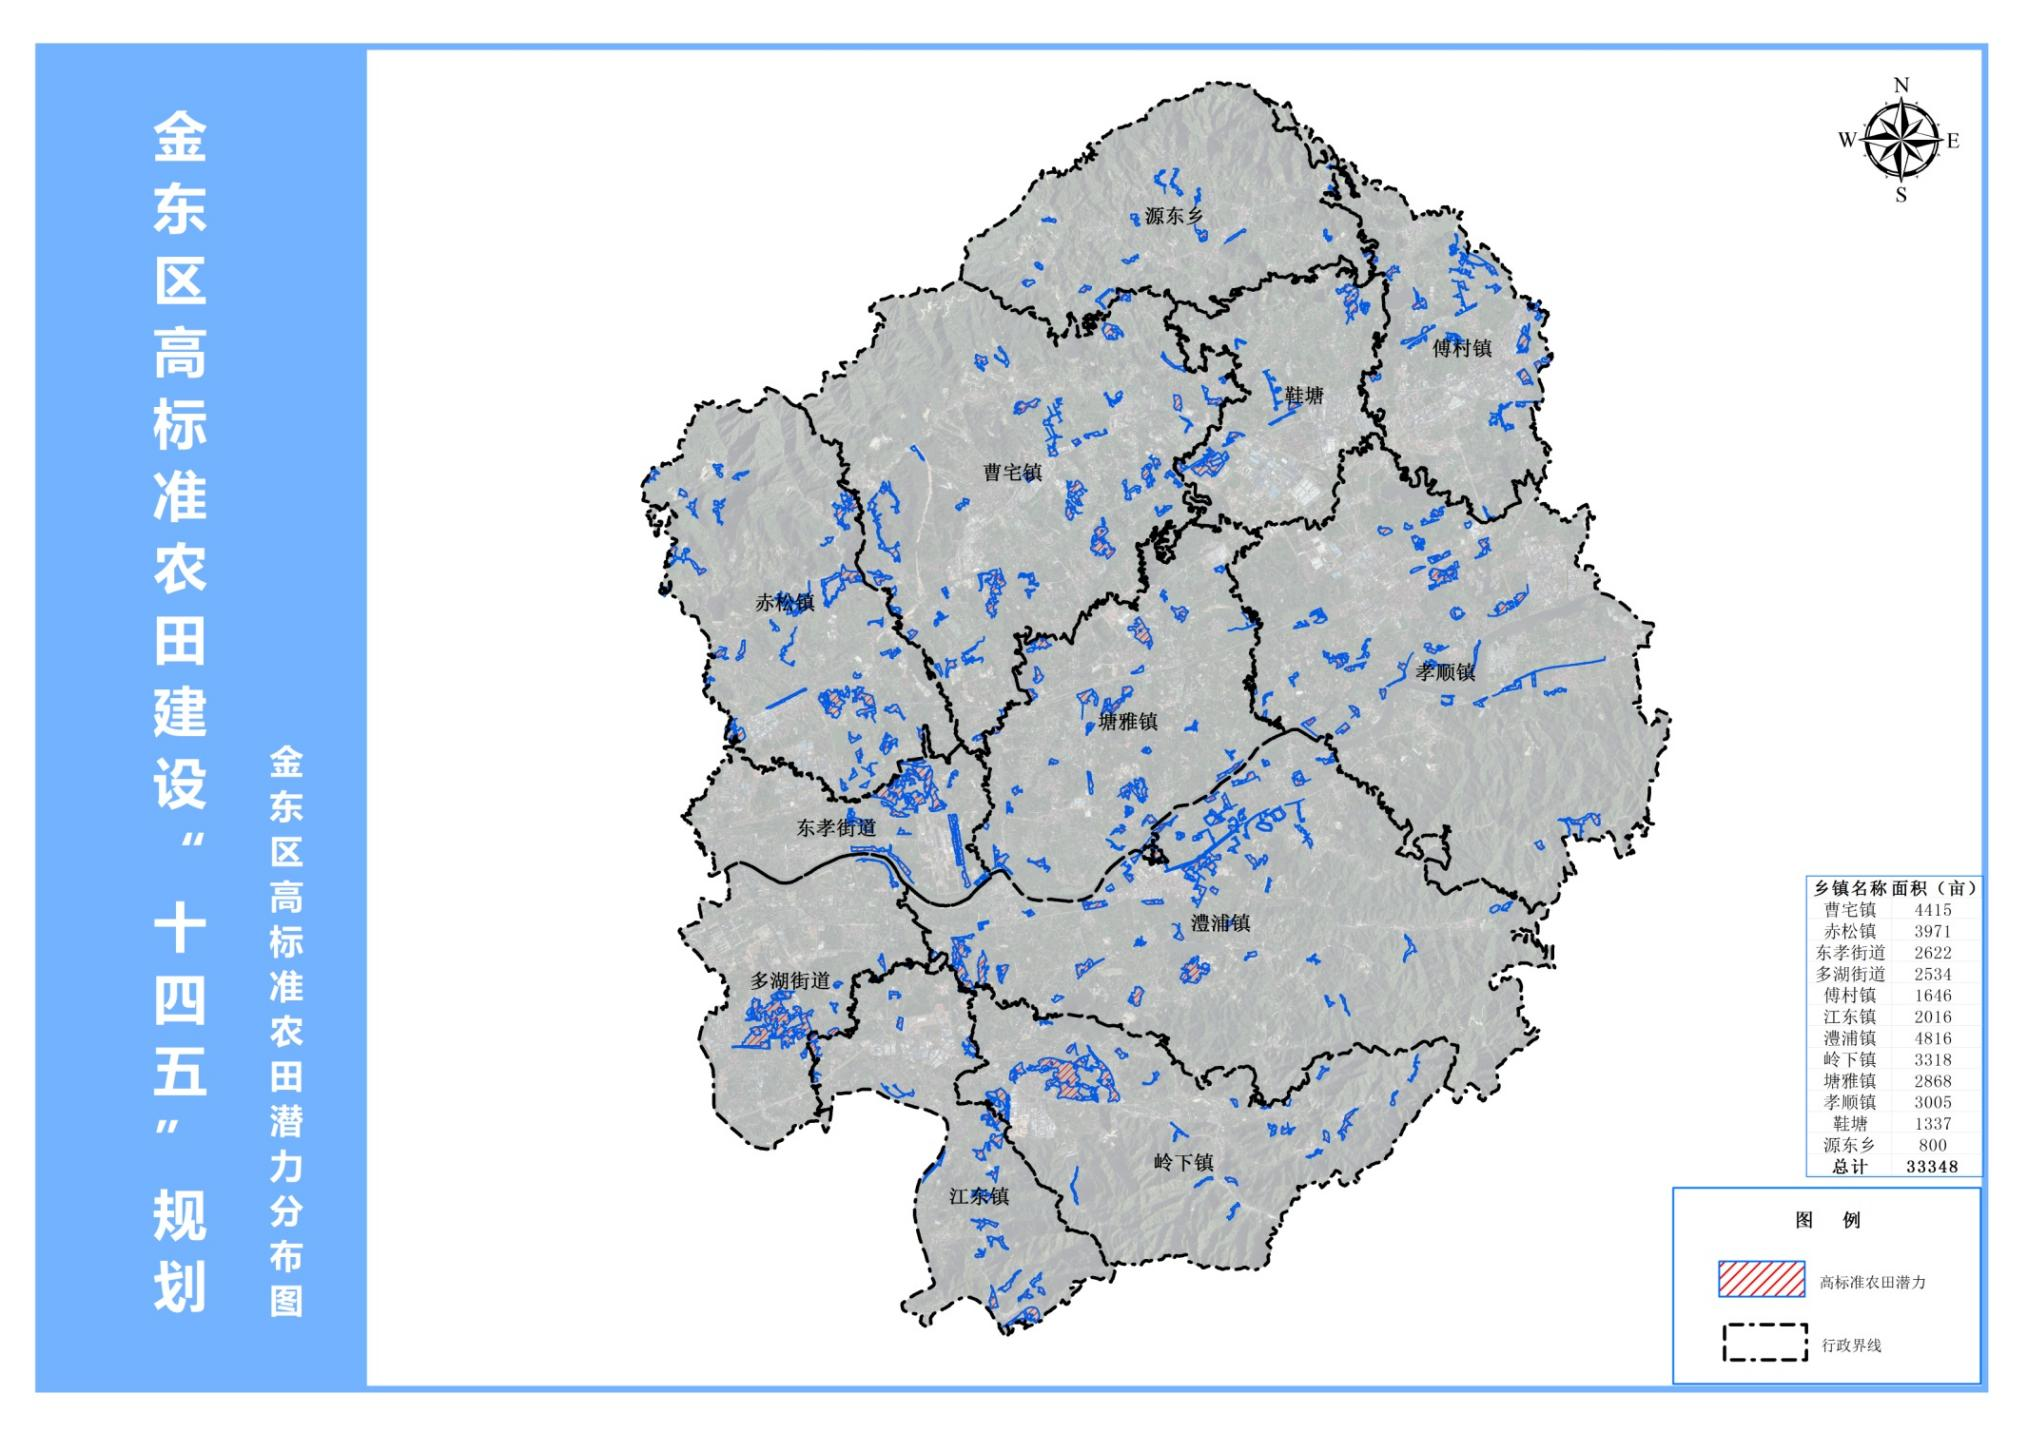 金东区高标准农田建设“十四五”规划
金东区高标准农田潜力分布图
N
W
E
S
源东乡
傅村镇
鞋塘
曹宅镇
赤松镇
孝顺镇
塘雅镇
东孝街道
澧浦镇
多湖街道
岭下镇
江东镇
乡镇名称 面积（亩）
曹宅镇 4415
赤松镇 3971
东孝街道 2622
多湖街道 2534
傅村镇 1646
江东镇 2016
澧浦镇 4816
岭下镇 3318
塘雅镇 2868
孝顺镇 3005
鞋塘 1337
源东乡 800
总计 33348
图 例
高标准农田潜力
行政界线